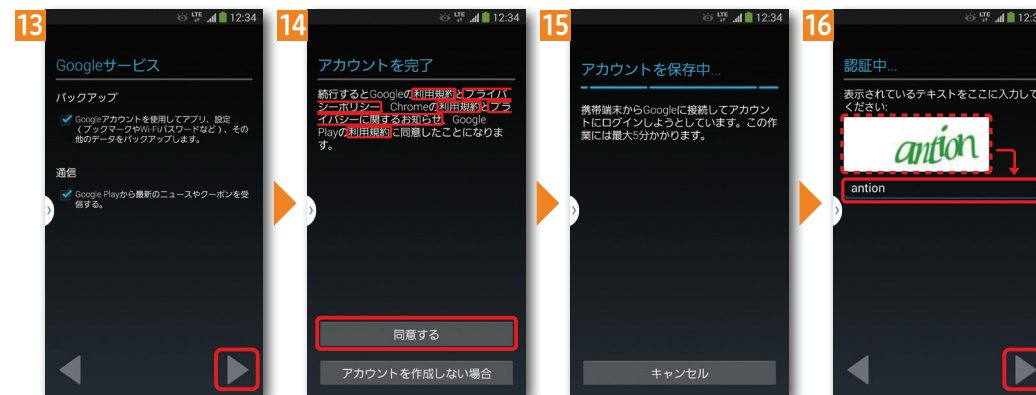 13
LTE 12:34
Googleサービス
バックアップ
Googleアカウントを使用してアプリ、設定
(ブックマークやWi-Fiパスワードなど)、その
他のデータをバックアップします。
通信
Google Playから最新のニュースやクーポンを受
信する。
14
LTE 12:34
アカウントを完了
続行するとGoogleの利用規約とプライバ
シーポリシー、Chromeの利用規約とプラ
イバシーに関するお知らせ、Google
Playの利用規約に同意したことになりま
す。
同意する
アカウントを作成しない場合
15
LTE 12:34
アカウントを保存中...
携帯端末からGoogleに接続してアカウン
トにログインしようとしています。この作
業には最大5分かかります。
キャンセル
16
LTE 12:3
認証中...
表示されているテキストをここに入力して
ください:
antion
antion